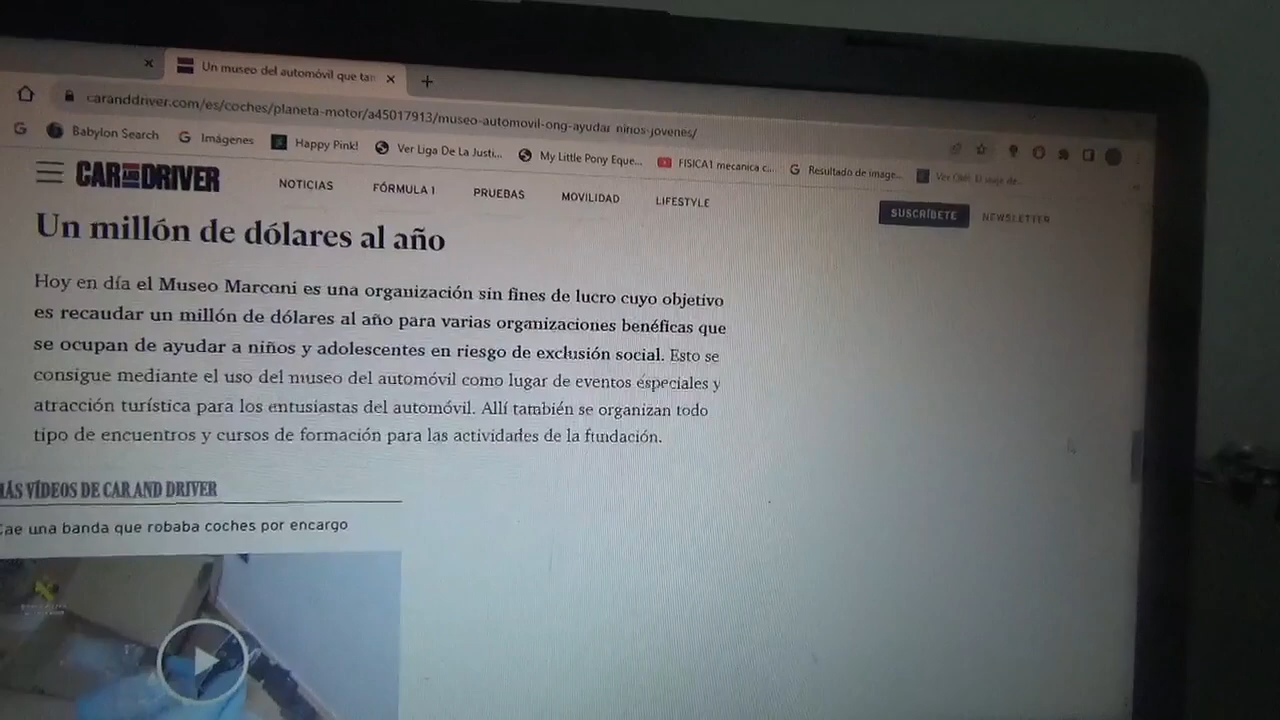 Un museo del automóvil que tan
caranddriver.com/es/coches/planeta-motor/a45017913/museo-automovil-ong-ayudar ninos-jovenes/
G Babylon Search G Imágenes Happy Pink! Ver Liga De La Justi... My Little Pony Eque... FISICA1 mecanica c... G Resultado de image...
CAR AND DRIVER NOTICIAS FÓRMULA 1 PRUEBAS MOVILIDAD LIFESTYLE SUSCRÍBETE NEWSLETTER
Un millón de dólares al año
Hoy en día el Museo Marconi es una organización sin fines de lucro cuyo objetivo
es recaudar un millón de dólares al año para varias organizaciones benéficas que
se ocupan de ayudar a niños y adolescentes en riesgo de exclusión social. Esto se
consigue mediante el uso del museo del automóvil como lugar de eventos especiales y
atracción turística para los entusiastas del automóvil. Allí también se organizan todo
tipo de encuentros y cursos de formación para las actividades de la fundación.
MÁS VÍDEOS DE CAR AND DRIVER
Cae una banda que robaba coches por encargo